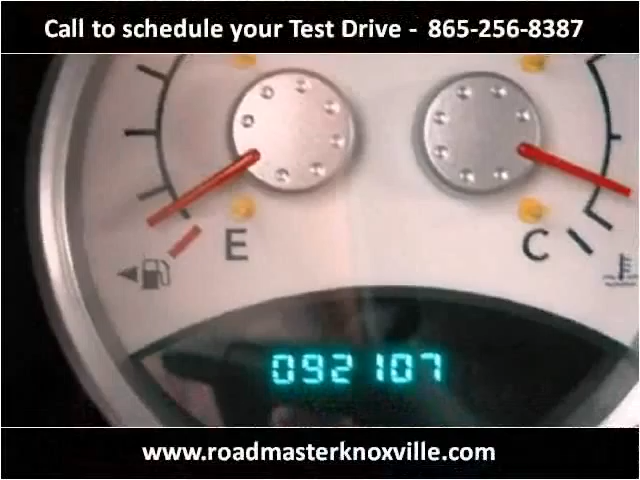 Call to schedule your Test Drive - 865-256-8387
E
C
092107
www.roadmasterknoxville.com